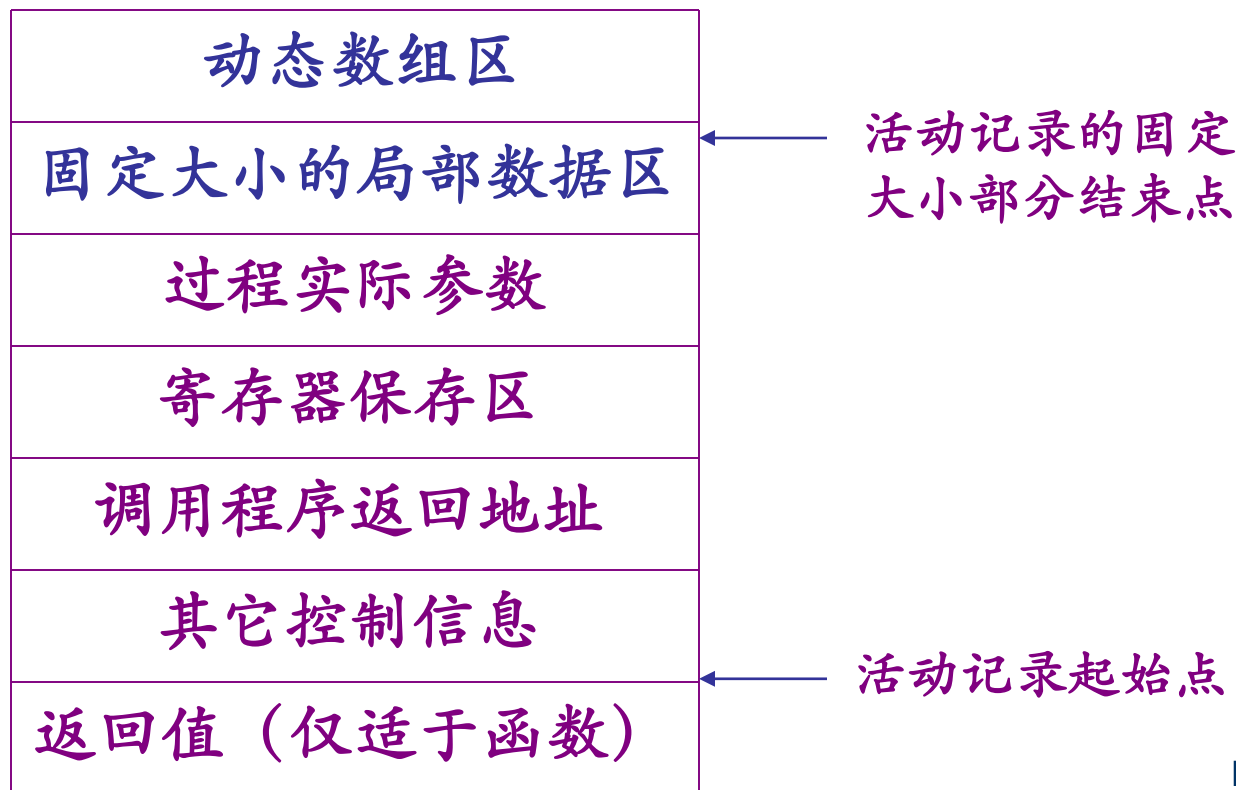 动态数组区
固定大小的局部数据区
过程实际参数
寄存器保存区
调用程序返回地址
其它控制信息
返回值（仅适于函数）
活动记录的固定
大小部分结束点
活动记录起始点